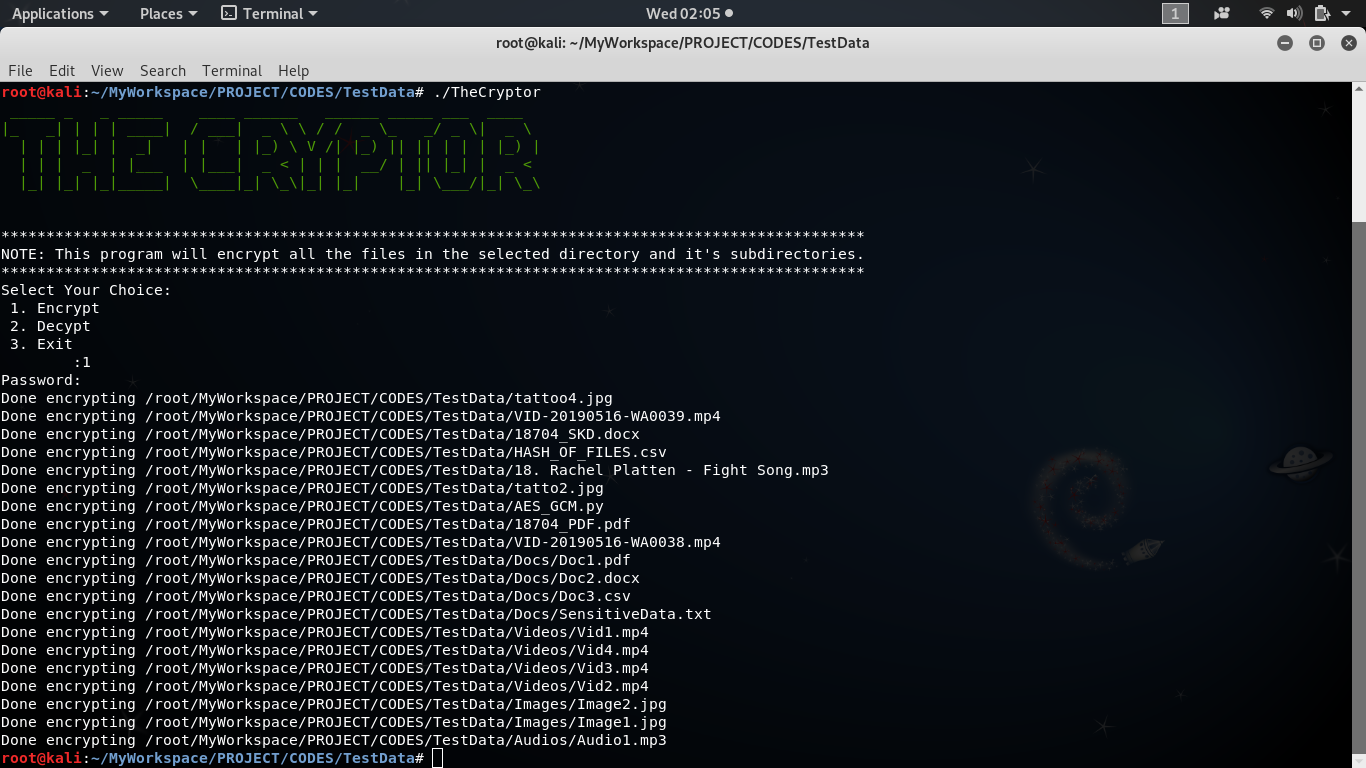 Applications Places Terminal Wed 02:05 1
root@kali: ~/MyWorkspace/PROJECT/CODES/TestData
File Edit View Search Terminal Help
root@kali:~/MyWorkspace/PROJECT/CODES/TestData# ./TheCryptor
THE CRYPTOR
************************************************************************************************
NOTE: This program will encrypt all the files in the selected directory and it's subdirectories.
************************************************************************************************
Select Your Choice:
1. Encrypt
2. Decypt
3. Exit
:1
Password:
Done encrypting /root/MyWorkspace/PROJECT/CODES/TestData/tattoo4.jpg
Done encrypting /root/MyWorkspace/PROJECT/CODES/TestData/VID-20190516-WA0039.mp4
Done encrypting /root/MyWorkspace/PROJECT/CODES/TestData/18704_SKD.docx
Done encrypting /root/MyWorkspace/PROJECT/CODES/TestData/HASH_OF_FILES.csv
Done encrypting /root/MyWorkspace/PROJECT/CODES/TestData/18. Rachel Platten - Fight Song.mp3
Done encrypting /root/MyWorkspace/PROJECT/CODES/TestData/tatto2.jpg
Done encrypting /root/MyWorkspace/PROJECT/CODES/TestData/AES_GCM.py
Done encrypting /root/MyWorkspace/PROJECT/CODES/TestData/18704_PDF.pdf
Done encrypting /root/MyWorkspace/PROJECT/CODES/TestData/VID-20190516-WA0038.mp4
Done encrypting /root/MyWorkspace/PROJECT/CODES/TestData/Docs/Doc1.pdf
Done encrypting /root/MyWorkspace/PROJECT/CODES/TestData/Docs/Doc2.docx
Done encrypting /root/MyWorkspace/PROJECT/CODES/TestData/Docs/Doc3.csv
Done encrypting /root/MyWorkspace/PROJECT/CODES/TestData/Docs/SensitiveData.txt
Done encrypting /root/MyWorkspace/PROJECT/CODES/TestData/Videos/Vid1.mp4
Done encrypting /root/MyWorkspace/PROJECT/CODES/TestData/Videos/Vid4.mp4
Done encrypting /root/MyWorkspace/PROJECT/CODES/TestData/Videos/Vid3.mp4
Done encrypting /root/MyWorkspace/PROJECT/CODES/TestData/Videos/Vid2.mp4
Done encrypting /root/MyWorkspace/PROJECT/CODES/TestData/Images/Image2.jpg
Done encrypting /root/MyWorkspace/PROJECT/CODES/TestData/Images/Image1.jpg
Done encrypting /root/MyWorkspace/PROJECT/CODES/TestData/Audios/Audio1.mp3
root@kali:~/MyWorkspace/PROJECT/CODES/TestData#